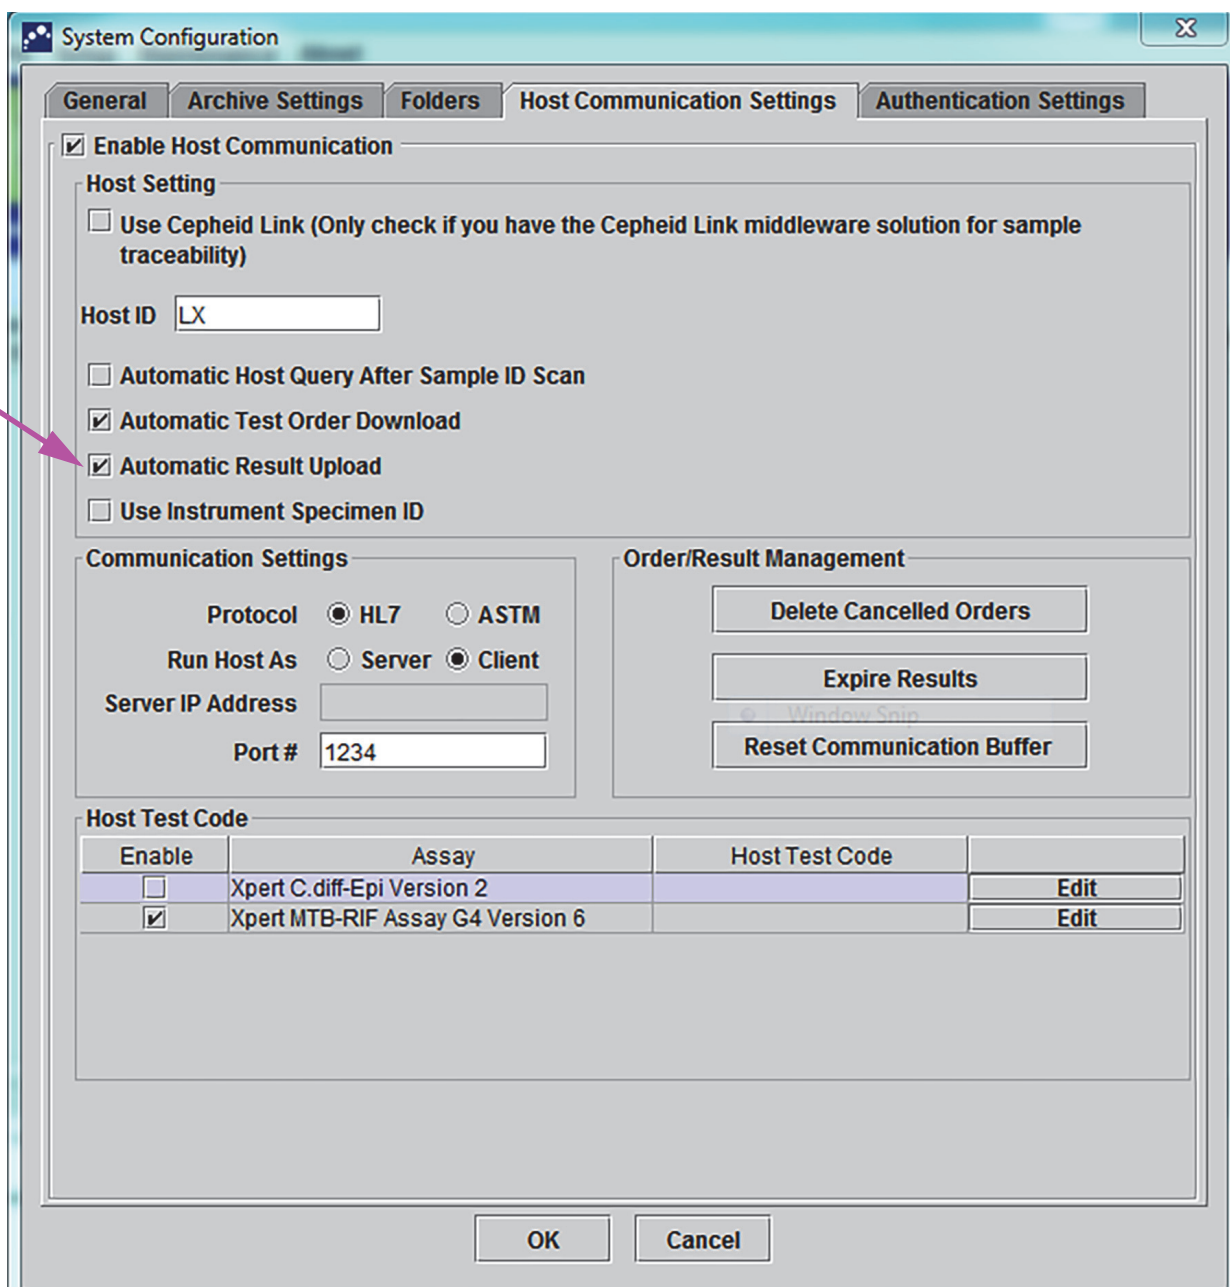 System Configuration
General Archive Settings Folders Host Communication Settings Authentication Settings
Enable Host Communication
Host Setting
Use Cepheid Link (Only check if you have the Cepheid Link middleware solution for sample
traceability)
Host ID LX
Automatic Host Query After Sample ID Scan
Automatic Test Order Download
Automatic Result Upload
Use Instrument Specimen ID
Communication Settings
Protocol HL7 ASTM
Run Host As Server Client
Server IP Address
Port # 1234
Order/Result Management
Delete Cancelled Orders
Expire Results
Window Snip
Reset Communication Buffer
Host Test Code
Enable Assay Host Test Code
Xpert C.diff-Epi Version 2 Edit
Xpert MTB-RIF Assay G4 Version 6 Edit
OK Cancel